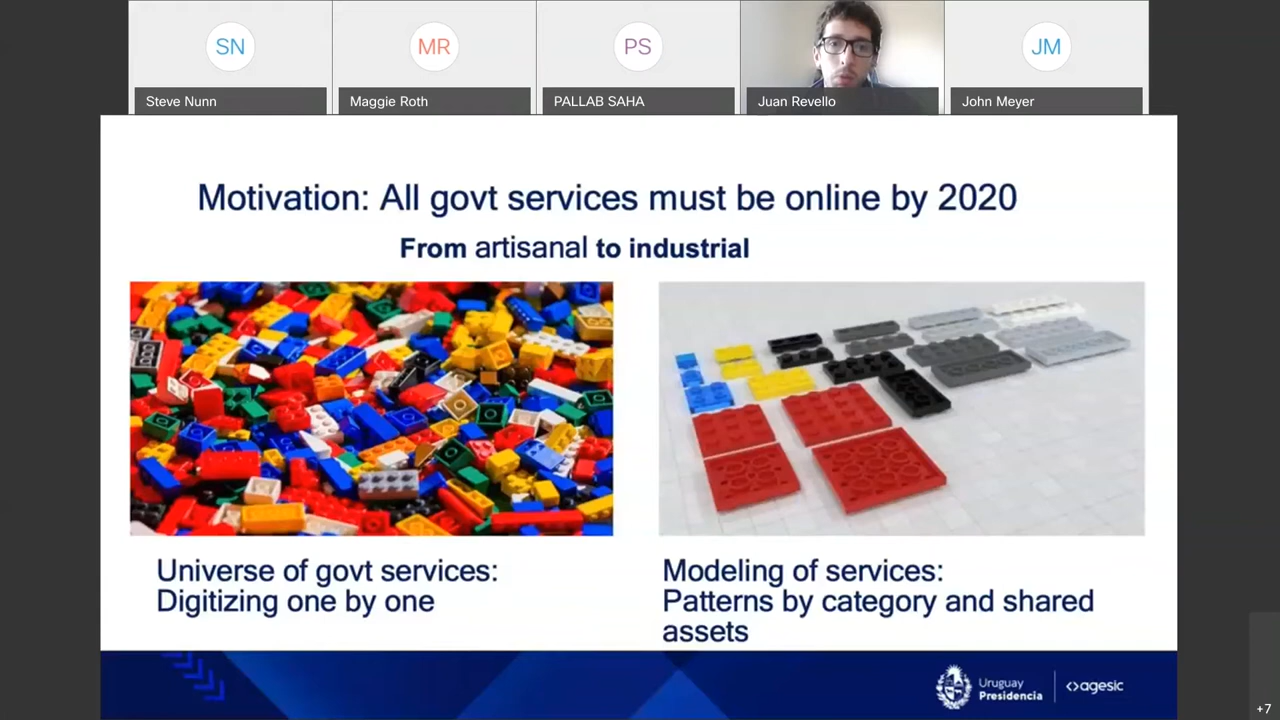 SN
MR
PS
JM
Steve Nunn
Maggie Roth
PALLAB SAHA
Juan Revello
John Meyer
Motivation: All govt services must be online by 2020
From artisanal to industrial
Universe of govt services:
Digitizing one by one
Modeling of services:
Patterns by category and shared
assets
Uruguay
Presidencia
agesic
+7